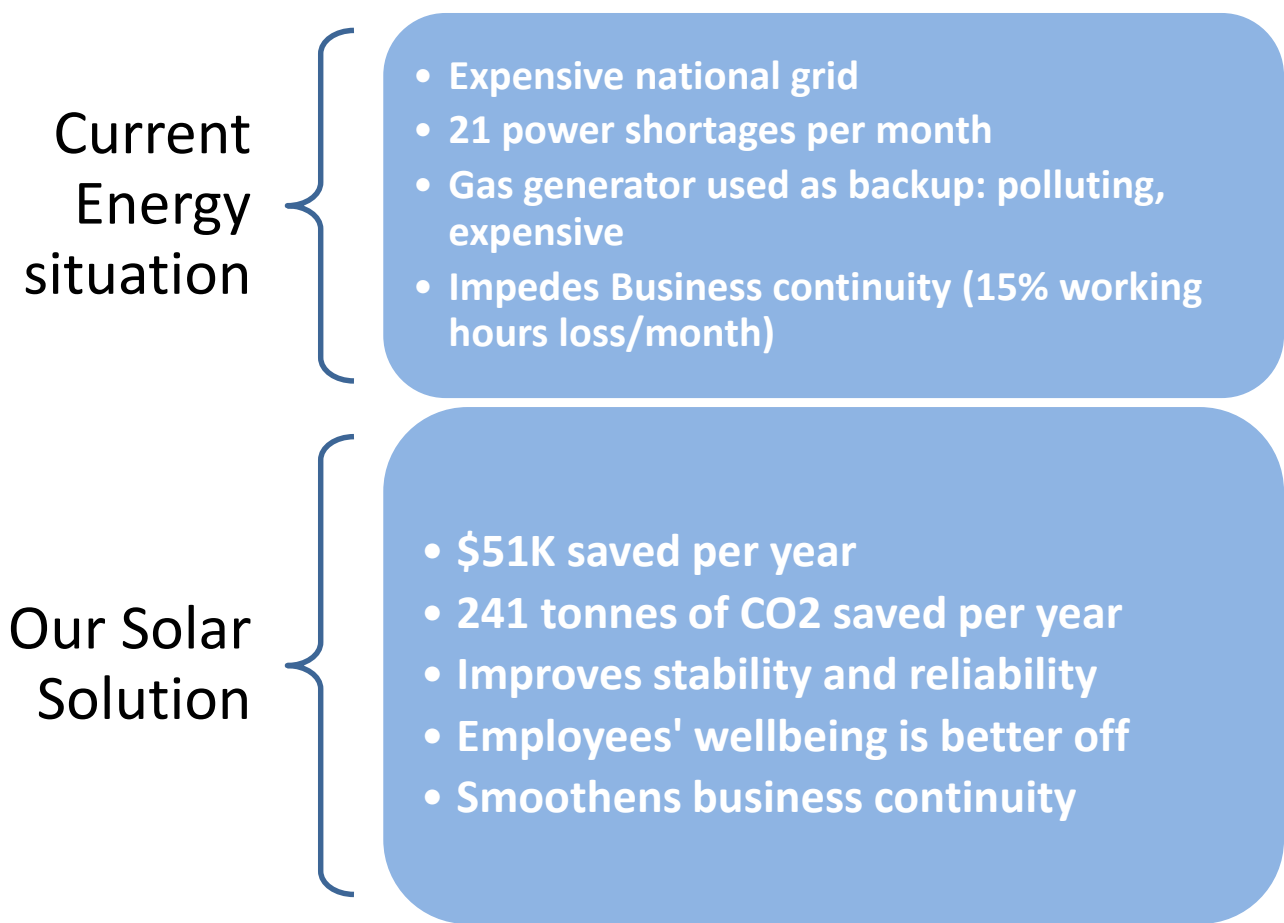 Current
Energy
situation
• Expensive national grid
• 21 power shortages per month
• Gas generator used as backup: polluting,
expensive
• Impedes Business continuity (15% working
hours loss/month)
Our Solar
Solution
• $51K saved per year
• 241 tonnes of CO2 saved per year
• Improves stability and reliability
• Employees' wellbeing is better off
• Smoothens business continuity